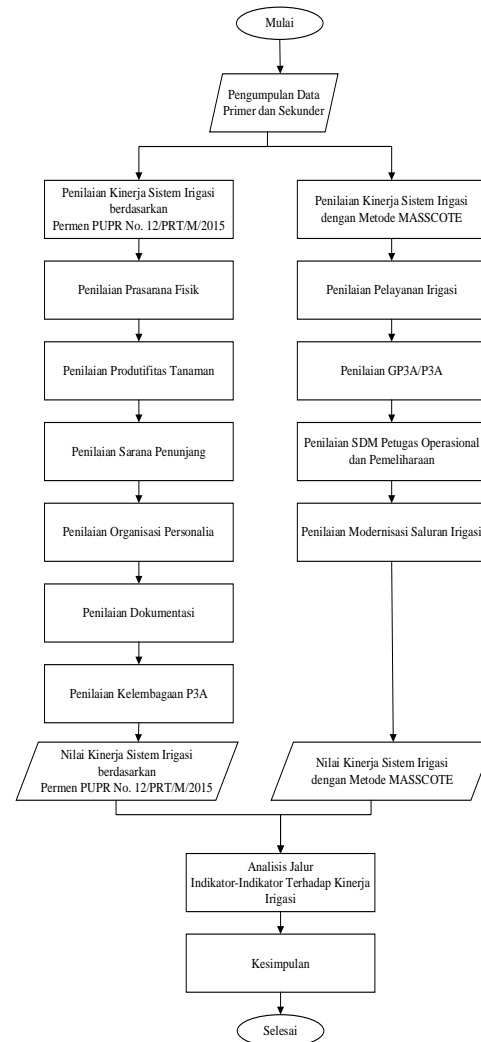 Mulai
Pengumpulan Data
Primer dan Sekunder
Penilaian Kinerja Sistem Irigasi
berdasarkan
Permen PUPR No. 12/PRT/M/2015
Penilaian Prasarana Fisik
Penilaian Produtifitas Tanaman
Penilaian Sarana Penunjang
Penilaian Organisasi Personalia
Penilaian Dokumentasi
Penilaian Kelembagaan P3A
Nilai Kinerja Sistem Irigasi
berdasarkan
Permen PUPR No. 12/PRT/M/2015
Penilaian Kinerja Sistem Irigasi
dengan Metode MASSCOTE
Penilaian Pelayanan Irigasi
Penilaian GP3A/P3A
Penilaian SDM Petugas Operasional
dan Pemeliharaan
Penilaian Modernisasi Saluran Irigasi
Nilai Kinerja Sistem Irigasi
dengan Metode MASSCOTE
Analisis Jalur
Indikator-Indikator Terhadap Kinerja
Irigasi
Kesimpulan
Selesai